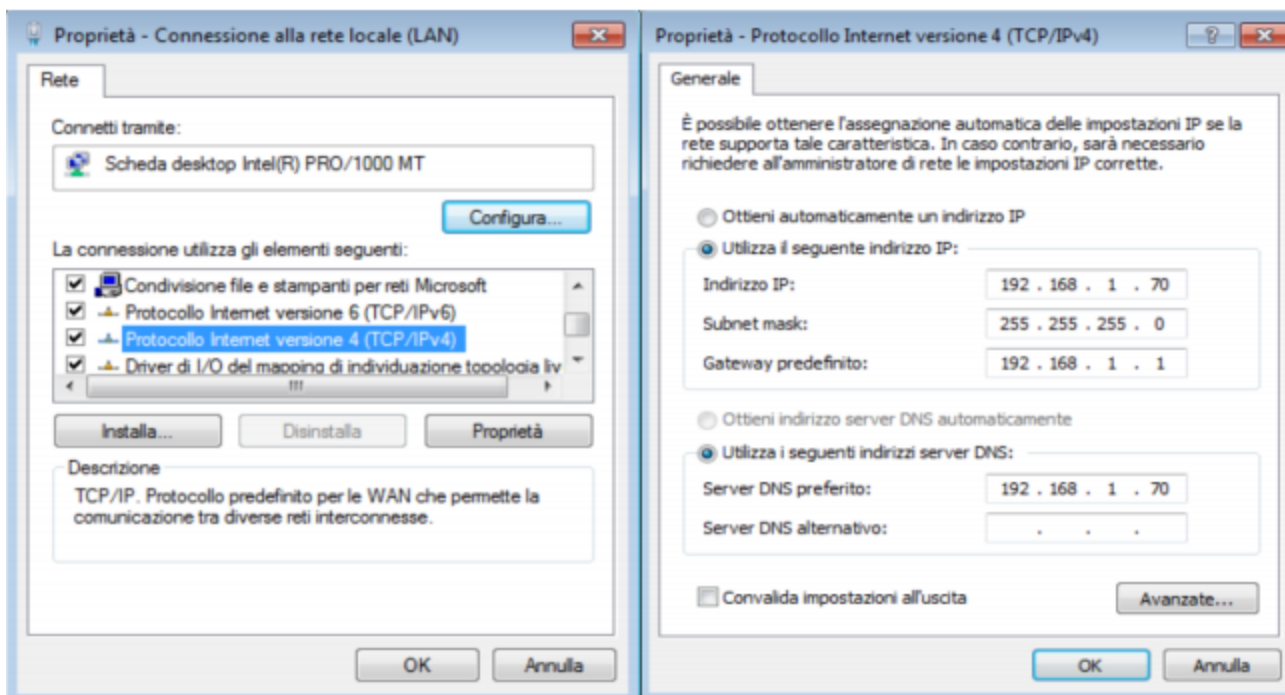 Proprietà - Connessione alla rete locale (LAN)
Rete
Connetti tramite:
Scheda desktop Intel(R) PRO/1000 MT
Configura...
La connessione utilizza gli elementi seguenti:
Condivisione file e stampanti per reti Microsoft
Protocollo Internet versione 6 (TCP/IPv6)
Protocollo Internet versione 4 (TCP/IPv4)
Driver di I/O del mapping di individuazione topologia liv
Installa...
Disinstalla
Proprietà
Descrizione
TCP/IP. Protocollo predefinito per le WAN che permette la
comunicazione tra diverse reti interconnesse.
OK
Annulla
Proprietà - Protocollo Internet versione 4 (TCP/IPv4)
Generale
È possibile ottenere l'assegnazione automatica delle impostazioni IP se la
rete supporta tale caratteristica. In caso contrario, sarà necessario
richiedere all'amministratore di rete le impostazioni IP corrette.
Ottieni automaticamente un indirizzo IP
Utilizza il seguente indirizzo IP:
Indirizzo IP: 192 . 168 . 1 . 70
Subnet mask: 255 . 255 . 255 . 0
Gateway predefinito: 192 . 168 . 1 . 1
Ottieni indirizzo server DNS automaticamente
Utilizza i seguenti indirizzi server DNS:
Server DNS preferito: 192 . 168 . 1 . 70
Server DNS alternativo: . . .
Convalida impostazioni all'uscita
Avanzate...
OK
Annulla